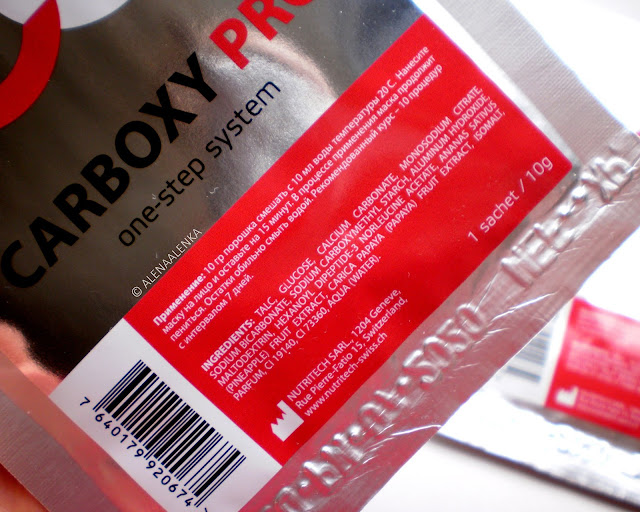 CARBOXY PRO
one-step system
© ALENAALENKA
Применение: 10 гр порошка смешать с 10 мл воды температуры 20 С. Нанесите
маску на лицо и оставьте на 15 минут. В процессе применения маска продолжит
пениться. Остатки обильно смыть водой. Рекомендованный курс – 10 процедур
с интервалом 7 дней.
INGREDIENTS: TALC, GLUCOSE, CALCIUM CARBONATE, MONOSODIUM CITRATE,
SODIUM BICARBONATE, SODIUM CARBOXYMETHYL STARCH, ALUMINUM HYDROXIDE,
MALTODEXTRIN, HEXANOYL DIPEPTIDE-3 NORLEUCINE ACETATE, ANANAS SATIVUS
(PINEAPPLE) FRUIT EXTRACT, CARICA PAPAYA (PAPAYA) FRUIT EXTRACT, ISOMALT,
PARFUM, CI 19140, CI 73360, AQUA (WATER).
NUTRITECH SARL, 1204 Geneve,
Rue Pierre-Fatio 15, Switzerland,
www.nutritech-swiss.ch
1 sachet / 10g
7 640179 920674